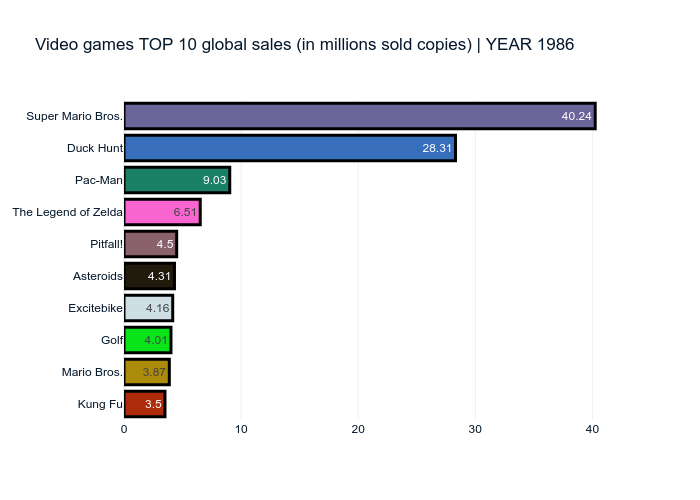 Video games TOP 10 global sales (in millions sold copies) | YEAR 1986
Super Mario Bros. 40.24
Duck Hunt 28.31
Pac-Man 9.03
The Legend of Zelda 6.51
Pitfall! 4.5
Asteroids 4.31
Excitebike 4.16
Golf 4.01
Mario Bros. 3.87
Kung Fu 3.5
0 10 20 30 40